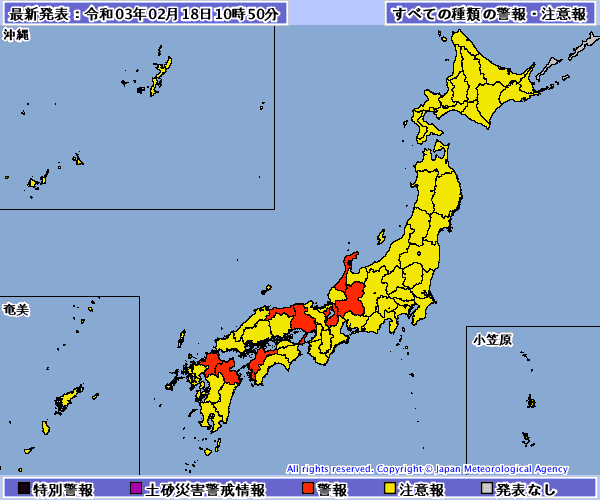 最新発表：令和03年02月18日10時50分
すべての種類の警報・注意報
沖縄
奄美
小笠原
All rights reserved. Copyright © Japan Meteorological Agency
特別警報 土砂災害警戒情報 警報 注意報 発表なし